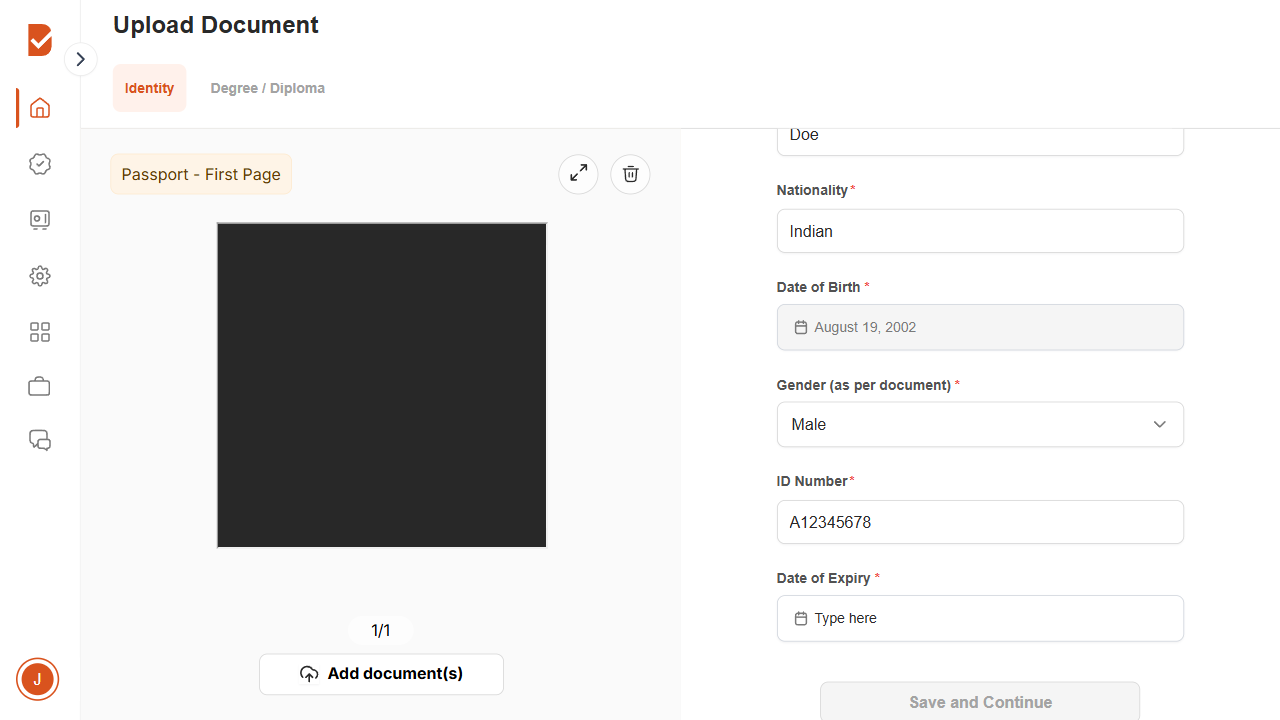 Upload Document
Identity
Degree / Diploma
Passport - First Page
1/1
Add document(s)
J
Doe
Nationality*
Indian
Date of Birth *
August 19, 2002
Gender (as per document) *
Male
ID Number*
A12345678
Date of Expiry *
Type here
Save and Continue